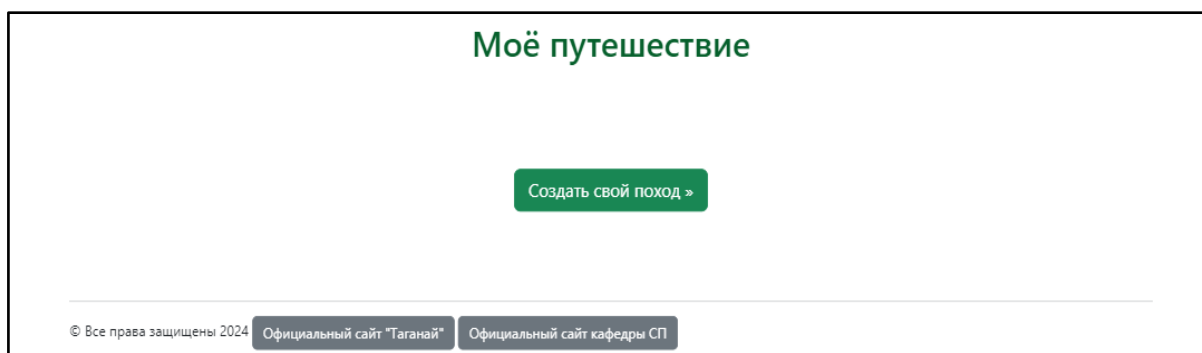 Моё путешествие
Создать свой поход »
© Все права защищены 2024 Официальный сайт "Таганай" Официальный сайт кафедры СП